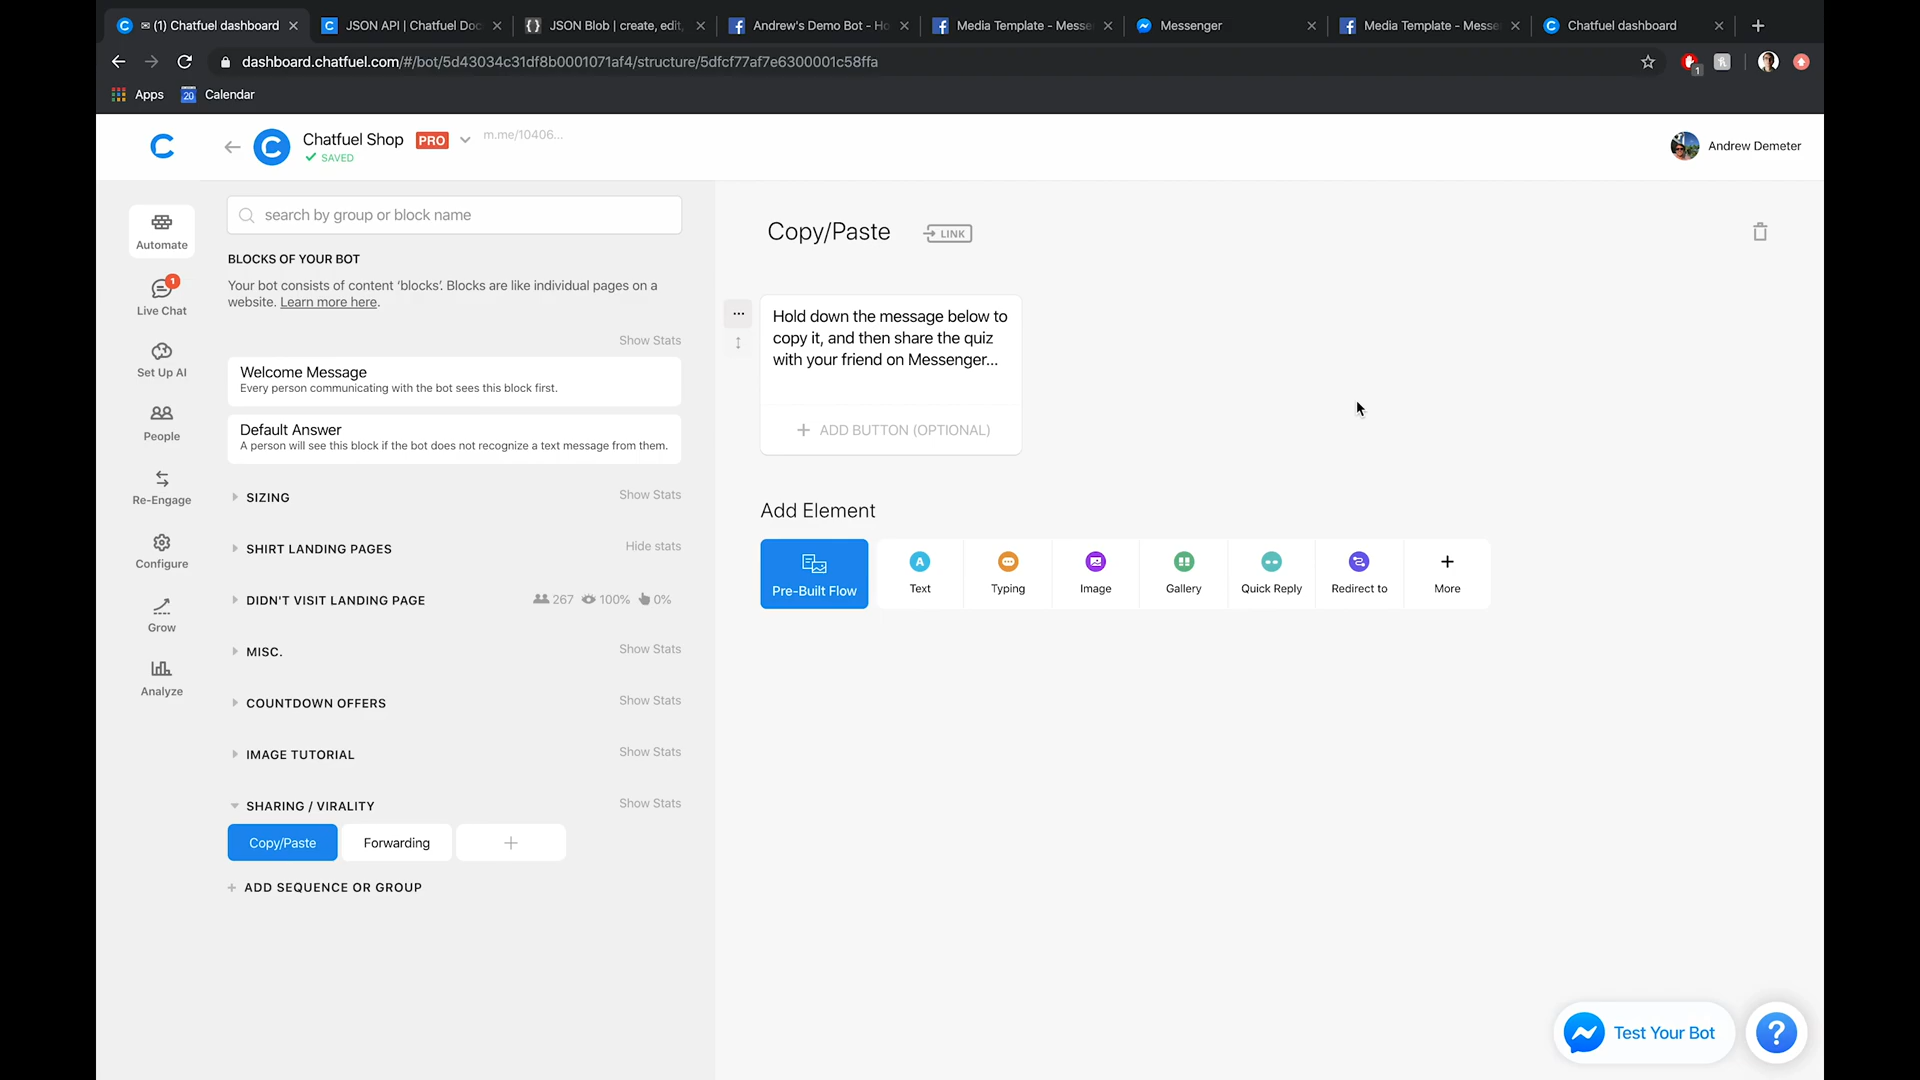 (1) Chatfuel dashboard
JSON API | Chatfuel Doc
JSON Blob | create, edit,
Andrew's Demo Bot - Ho
Media Template - Messe
Messenger
Media Template - Messe
Chatfuel dashboard
dashboard.chatfuel.com/#/bot/5d43034c31df8b0001071af4/structure/5dfcf77af7e6300001c58ffa
1
Apps
20
Calendar
Chatfuel Shop
PRO
m.me/10406...
SAVED
Andrew Demeter
Automate
1
Live Chat
Set Up AI
People
Re-Engage
Configure
Grow
Analyze
search by group or block name
BLOCKS OF YOUR BOT
Your bot consists of content ‘blocks’. Blocks are like individual pages on a
website. Learn more here.
Show Stats
Welcome Message
Every person communicating with the bot sees this block first.
Default Answer
A person will see this block if the bot does not recognize a text message from them.
SIZING
Show Stats
SHIRT LANDING PAGES
Hide stats
DIDN'T VISIT LANDING PAGE
267
100%
0%
MISC.
Show Stats
COUNTDOWN OFFERS
Show Stats
IMAGE TUTORIAL
Show Stats
SHARING / VIRALITY
Show Stats
Copy/Paste
Forwarding
+
+ ADD SEQUENCE OR GROUP
Copy/Paste
LINK
Hold down the message below to
copy it, and then share the quiz
with your friend on Messenger...
+ ADD BUTTON (OPTIONAL)
Add Element
Pre-Built Flow
A
Text
Typing
Image
Gallery
Quick Reply
Redirect to
+
More
Test Your Bot
?